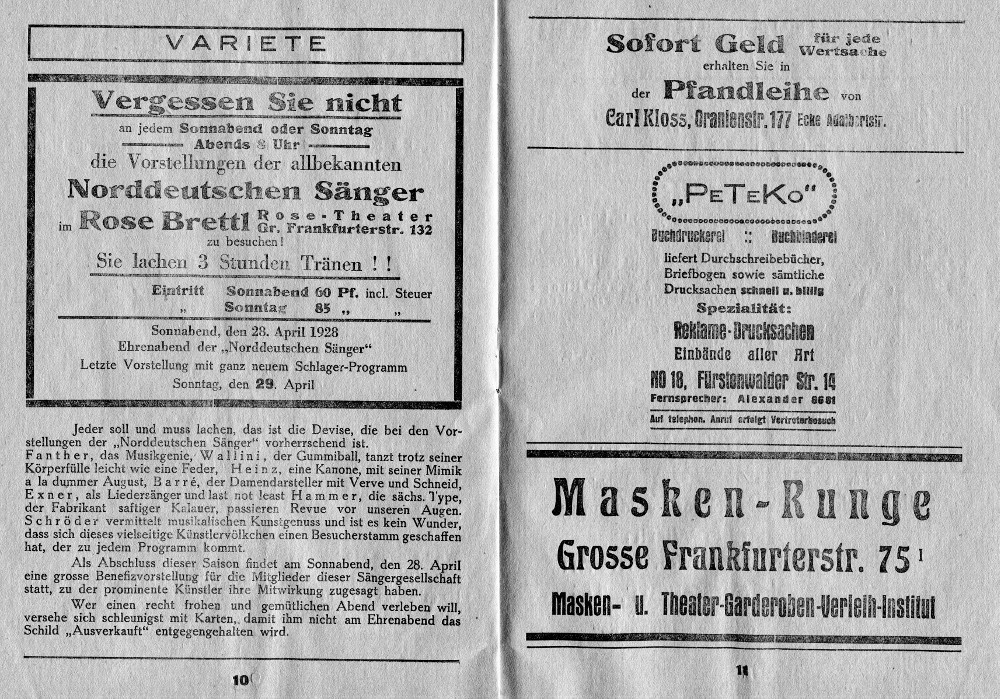 VARIETE
Vergessen Sie nicht
an jedem Sonnabend oder Sonntag
Abends 8 Uhr
die Vorstellungen der allbekannten
Norddeutschen Sänger
im Rose Brettl Rose-Theater
Gr. Frankfurterstr. 132
zu besuchen!
Sie lachen 3 Stunden Tränen ! !
Eintritt Sonnabend 60 Pf. incl. Steuer
„ Sonntag 85 „ „
Sonnabend, den 28. April 1928
Ehrenabend der „Norddeutschen Sänger"
Letzte Vorstellung mit ganz neuem Schlager-Programm
Sonntag, den 29. April
Jeder soll und muss lachen, das ist die Devise, die bei den Vor-
stellungen der „Norddeutschen Sänger" vorherrschend ist.
Fanther, das Musikgenie, Wallini, der Gummiball, tanzt trotz seiner
Körperfülle leicht wie eine Feder, Heinz, eine Kanone, mit seiner Mimik
a la dummer August, Barré, der Damendarsteller mit Verve und Schneid,
Exner, als Liedersänger und last not least Hammer, die sächs. Type,
der Fabrikant saftiger Kalauer, passieren Revue vor unseren Augen.
Schröder vermittelt musikalischen Kunstgenuss und ist es kein Wunder,
dass sich dieses vielseitige Künstlervölkchen einen Besucherstamm geschaffen
hat, der zu jedem Programm kommt.
Als Abschluss dieser Saison findet am Sonnabend, den 28. April
eine grosse Benefizvorstellung für die Mitglieder dieser Sängergesellschaft
statt, zu der prominente Künstler ihre Mitwirkung zugesagt haben.
Wer einen recht frohen und gemütlichen Abend verleben will,
versehe sich schleunigst mit Karten, damit ihm nicht am Ehrenabend das
Schild „Ausverkauft" entgegengehalten wird.
10
Sofort Geld für jede
Wertsache
erhalten Sie in
der Pfandleihe von
Carl Kloss, Oranienstr. 177 Ecke Adalbertstr.
„PETEKO"
Buchdruckerei :: Buchbinderei
liefert Durchschreibebücher,
Briefbogen sowie sämtliche
Drucksachen schnell u. billig
Spezialität:
Reklame-Drucksachen
Einbände aller Art
NO 18, Fürstenwalder Str. 14
Fernsprecher: Alexander 8681
Auf telephon. Anruf erfolgt Vertreterbesuch
Masken-Runge
Grosse Frankfurterstr. 75¹
Masken- u. Theater-Garderoben-Verleih-Institut
11